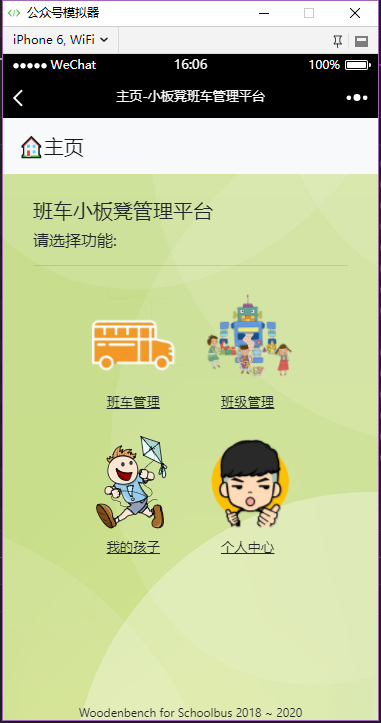 公众号模拟器
iPhone 6, WiFi
WeChat 16:06 100%
主页-小板凳班车管理平台
主页
班车小板凳管理平台
请选择功能:
班车管理 班级管理
我的孩子 个人中心
Woodenbench for Schoolbus 2018 ~ 2020